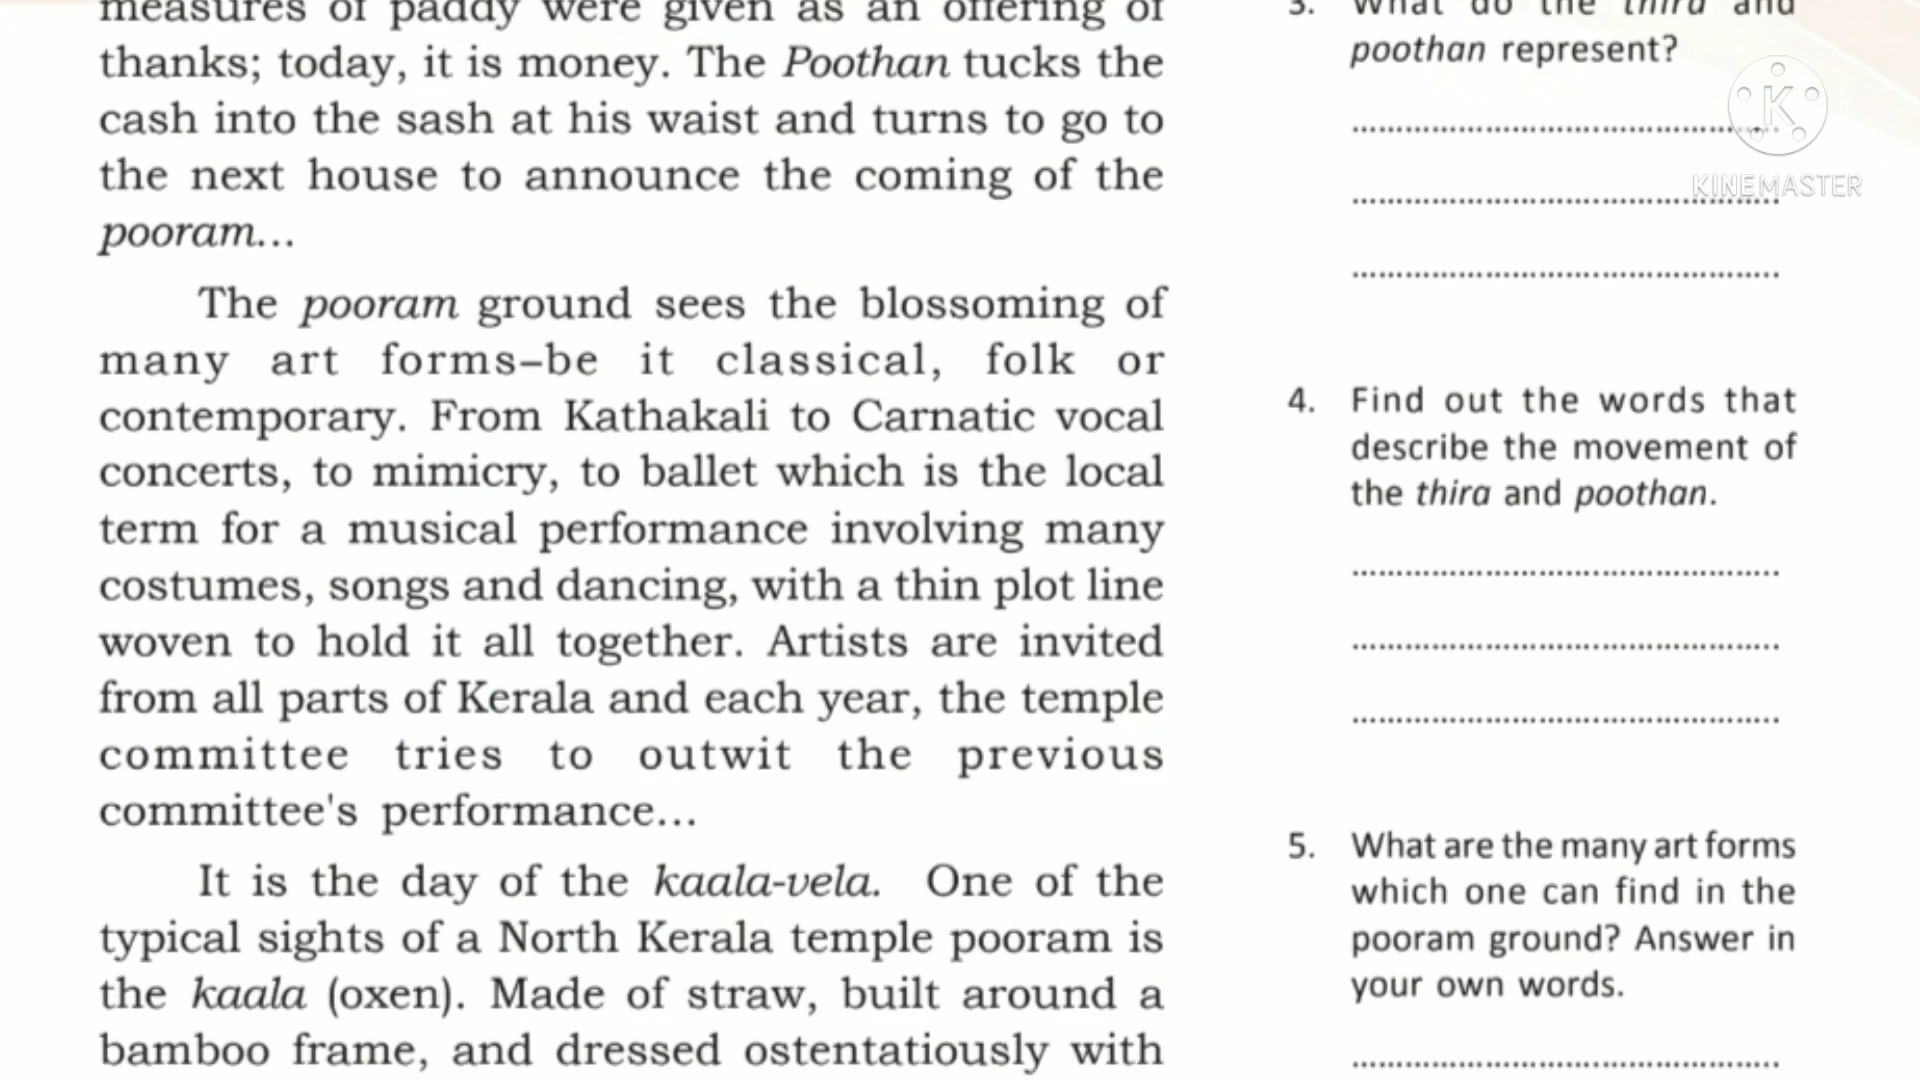 measures of paddy were given as an offering of
thanks; today, it is money. The Poothan tucks the
cash into the sash at his waist and turns to go to
the next house to announce the coming of the
pooram...
The pooram ground sees the blossoming of
many art forms–be it classical, folk or
contemporary. From Kathakali to Carnatic vocal
concerts, to mimicry, to ballet which is the local
term for a musical performance involving many
costumes, songs and dancing, with a thin plot line
woven to hold it all together. Artists are invited
from all parts of Kerala and each year, the temple
committee tries to outwit the previous
committee's performance...
It is the day of the kaala-vela. One of the
typical sights of a North Kerala temple pooram is
the kaala (oxen). Made of straw, built around a
bamboo frame, and dressed ostentatiously with
3. What do the thira and
poothan represent?
4. Find out the words that
describe the movement of
the thira and poothan.
5. What are the many art forms
which one can find in the
pooram ground? Answer in
your own words.
K
KINEMASTER